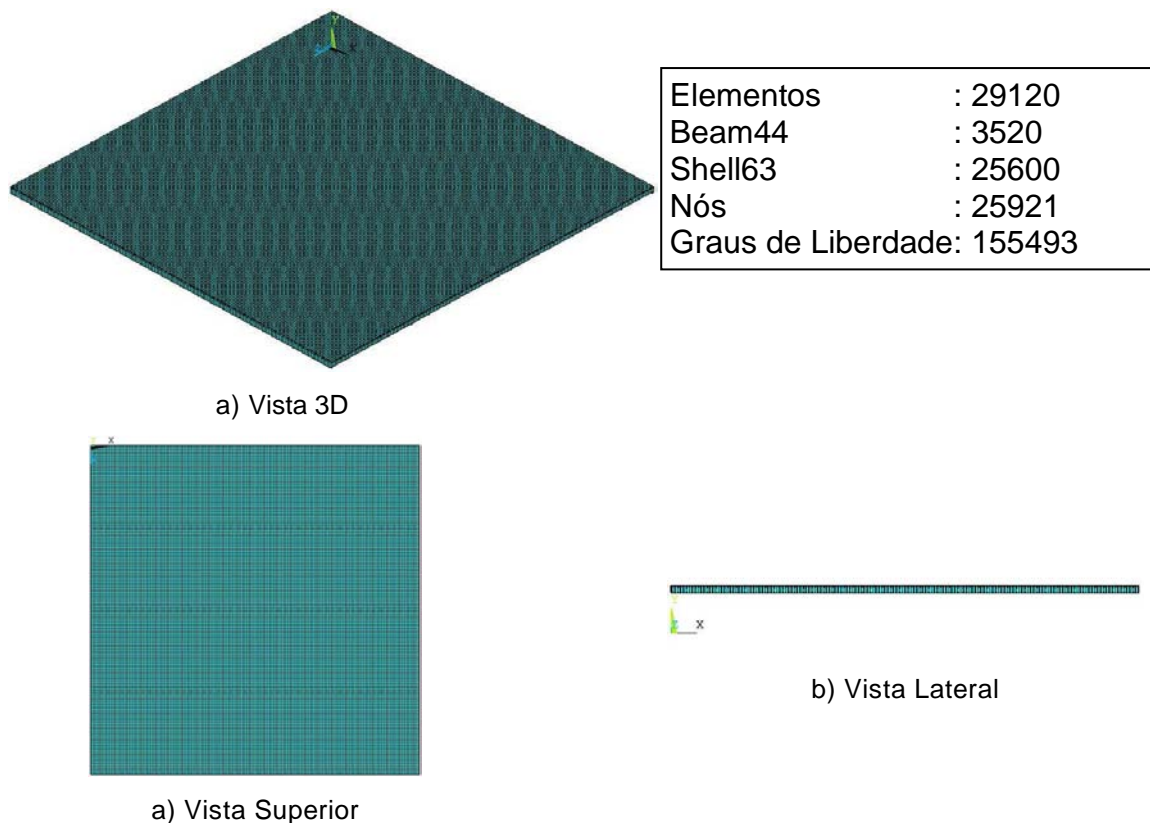 Y
Z X
Elementos : 29120
Beam44 : 3520
Shell63 : 25600
Nós : 25921
Graus de Liberdade: 155493
a) Vista 3D
X
Y
Z X
b) Vista Lateral
a) Vista Superior